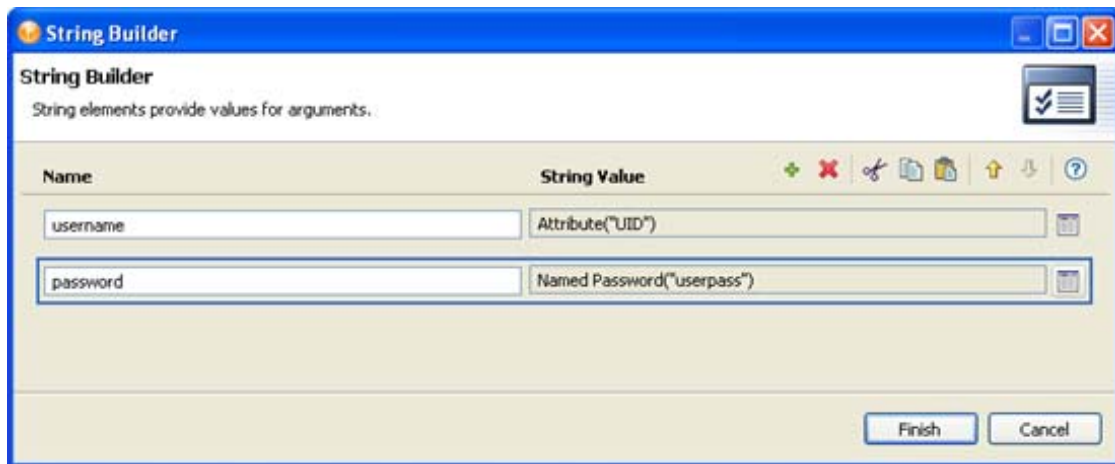 String Builder
String Builder
String elements provide values for arguments.
Name String Value
username Attribute("UID")
password Named Password("userpass")
Finish Cancel